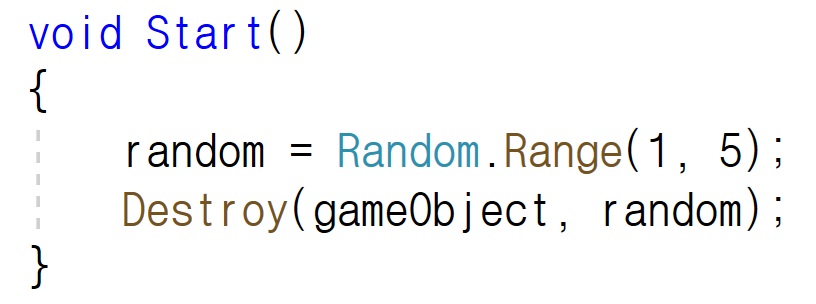 void Start()
{
random = Random.Range(1, 5);
Destroy(gameObject, random);
}